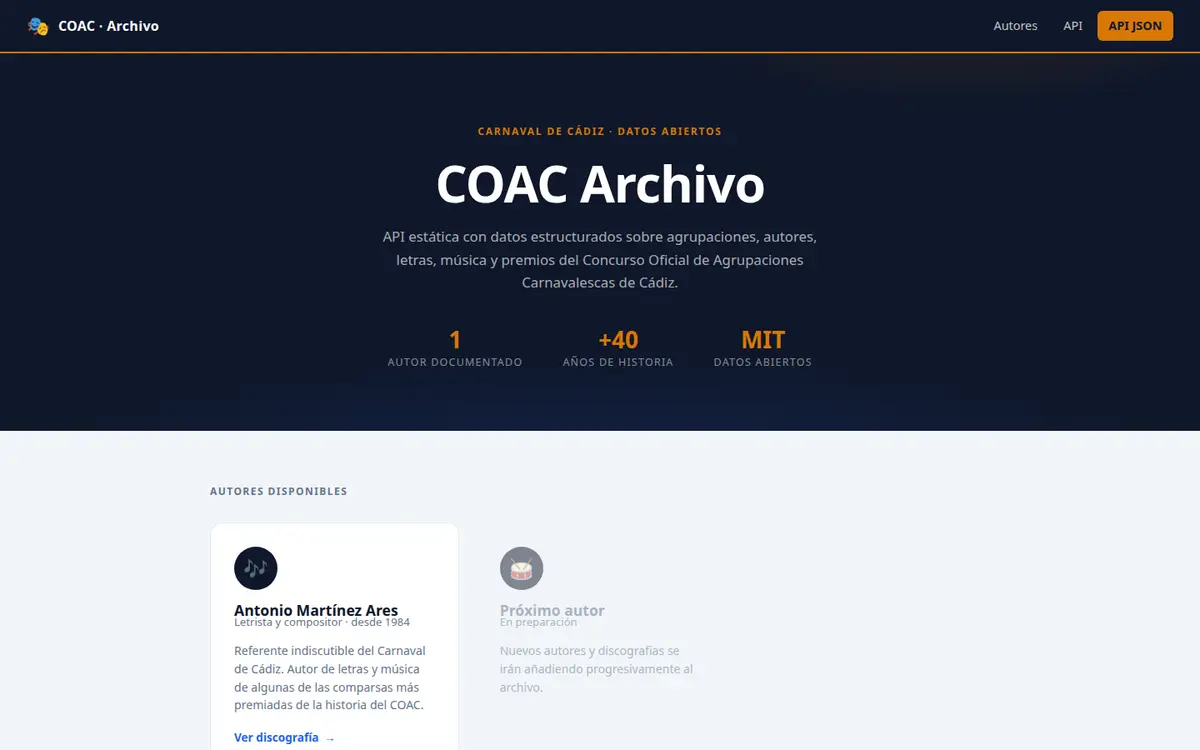 COAC · Archivo
Autores
API
API JSON
CARNAVAL DE CÁDIZ · DATOS ABIERTOS
COAC Archivo
API estática con datos estructurados sobre agrupaciones, autores,
letras, música y premios del Concurso Oficial de Agrupaciones
Carnavalescas de Cádiz.
1
AUTOR DOCUMENTADO
+40
AÑOS DE HISTORIA
MIT
DATOS ABIERTOS
AUTORES DISPONIBLES
Antonio Martínez Ares
Letrista y compositor · desde 1984
Referente indiscutible del Carnaval
de Cádiz. Autor de letras y música
de algunas de las comparsas más
premiadas de la historia del COAC.
Ver discografía →
Próximo autor
En preparación
Nuevos autores y discografías se
irán añadiendo progresivamente al
archivo.